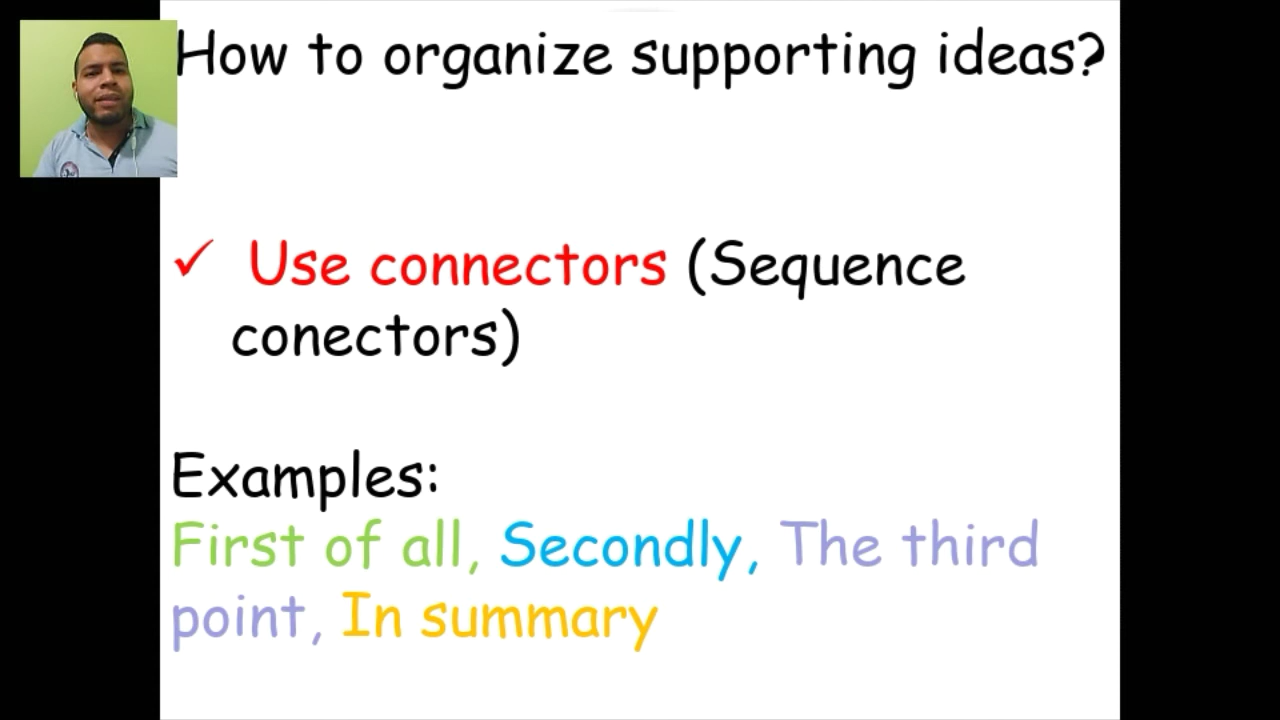 How to organize supporting ideas?
✓ Use connectors (Sequence
conectors)
Examples:
First of all, Secondly, The third
point, In summary